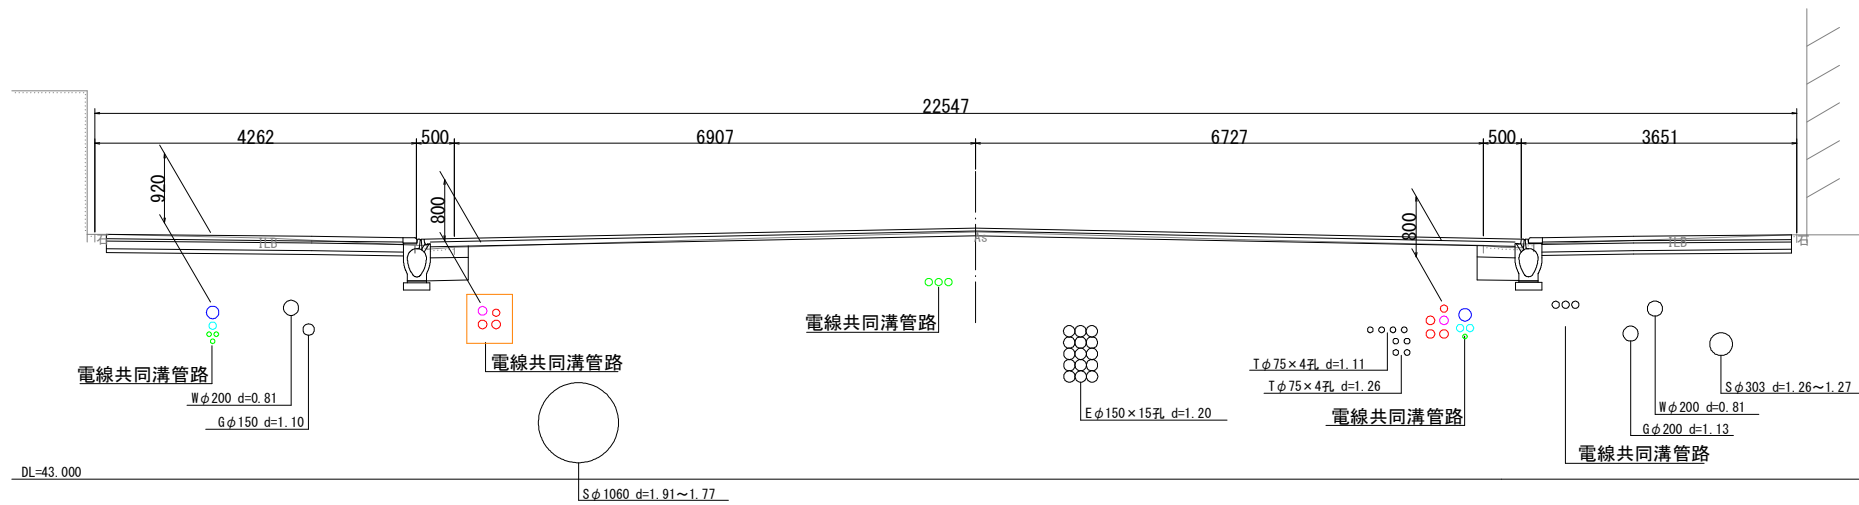 22547
4262
500
6907
6727
500
3651
920
800
800
石
As
石
電線共同溝管路
電線共同溝管路
電線共同溝管路
Tφ75×4孔 d=1.11
Tφ75×4孔 d=1.26
Sφ303 d=1.26～1.27
Wφ200 d=0.81
Wφ200 d=0.81
Eφ150×15孔 d=1.20
電線共同溝管路
Gφ150 d=1.10
Gφ200 d=1.13
電線共同溝管路
DL=43.000
Sφ1060 d=1.91～1.77